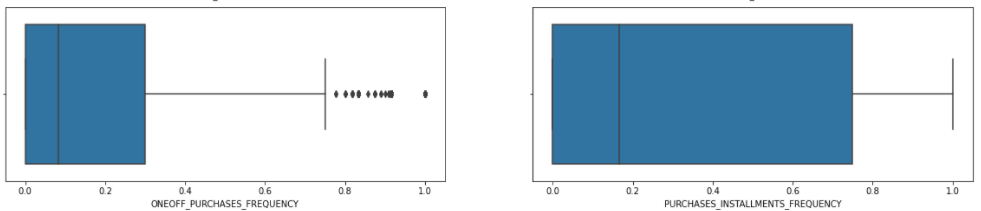 0.0 0.2 0.4 0.6 0.8 1.0
ONEOFF_PURCHASES_FREQUENCY
0.0 0.2 0.4 0.6 0.8 1.0
PURCHASES_INSTALLMENTS_FREQUENCY